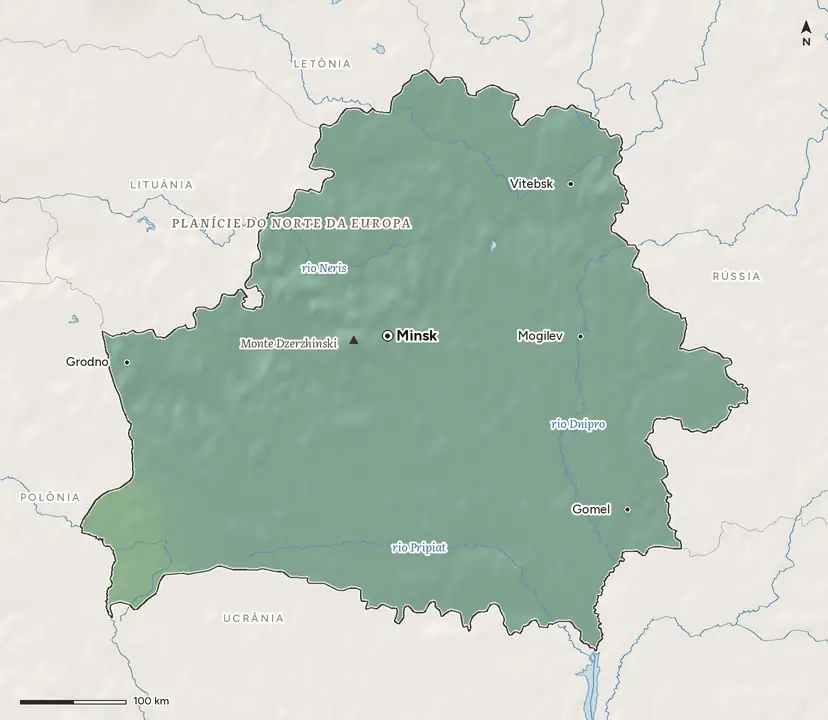 N
LETÔNIA
LITUÂNIA
Vitebsk
PLANÍCIE DO NORTE DA EUROPA
rio Neris
RÚSSIA
Monte Dzerzhinski
Minsk
Mogilev
Grodno
rio Dnipro
POLÔNIA
Gomel
rio Pripiat
UCRÂNIA
100 km